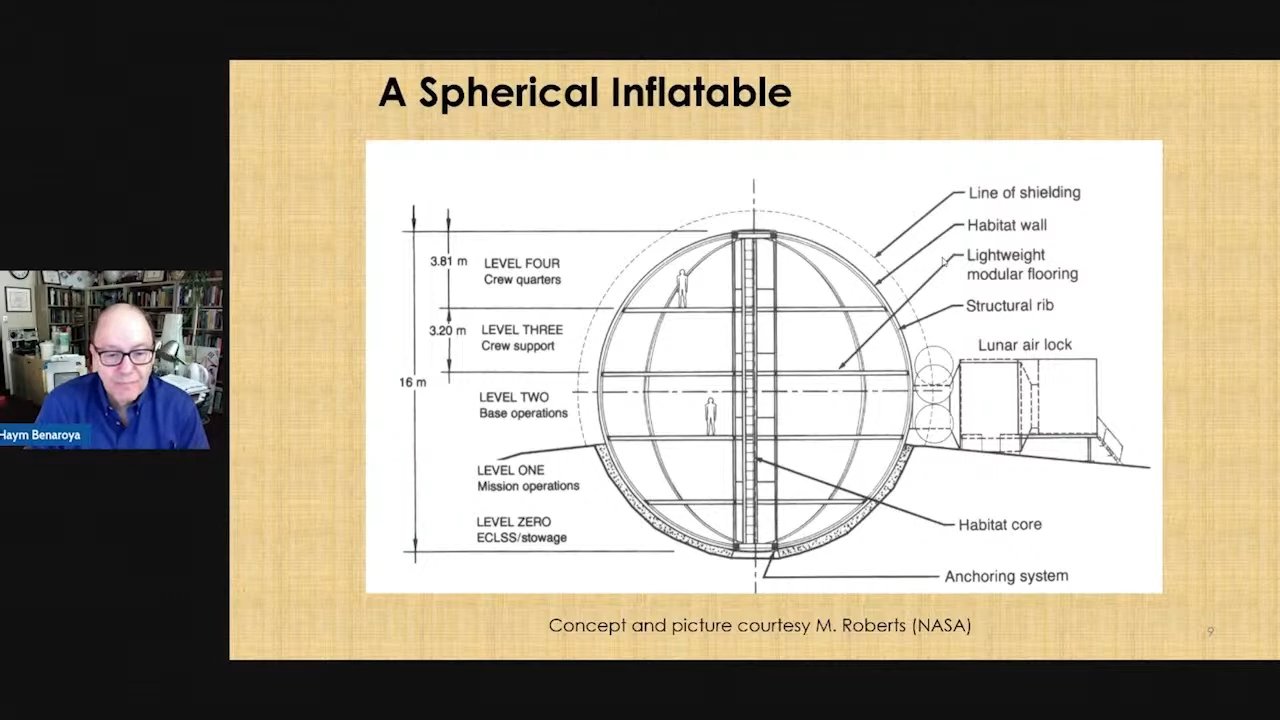 A Spherical Inflatable
Line of shielding
Habitat wall
Lightweight
modular flooring
Structural rib
Lunar air lock
3.81 m
LEVEL FOUR
Crew quarters
3.20 m
LEVEL THREE
Crew support
16 m
LEVEL TWO
Base operations
LEVEL ONE
Mission operations
LEVEL ZERO
ECLSS/stowage
Habitat core
Anchoring system
Haym Benaroya
Concept and picture courtesy M. Roberts (NASA)
9